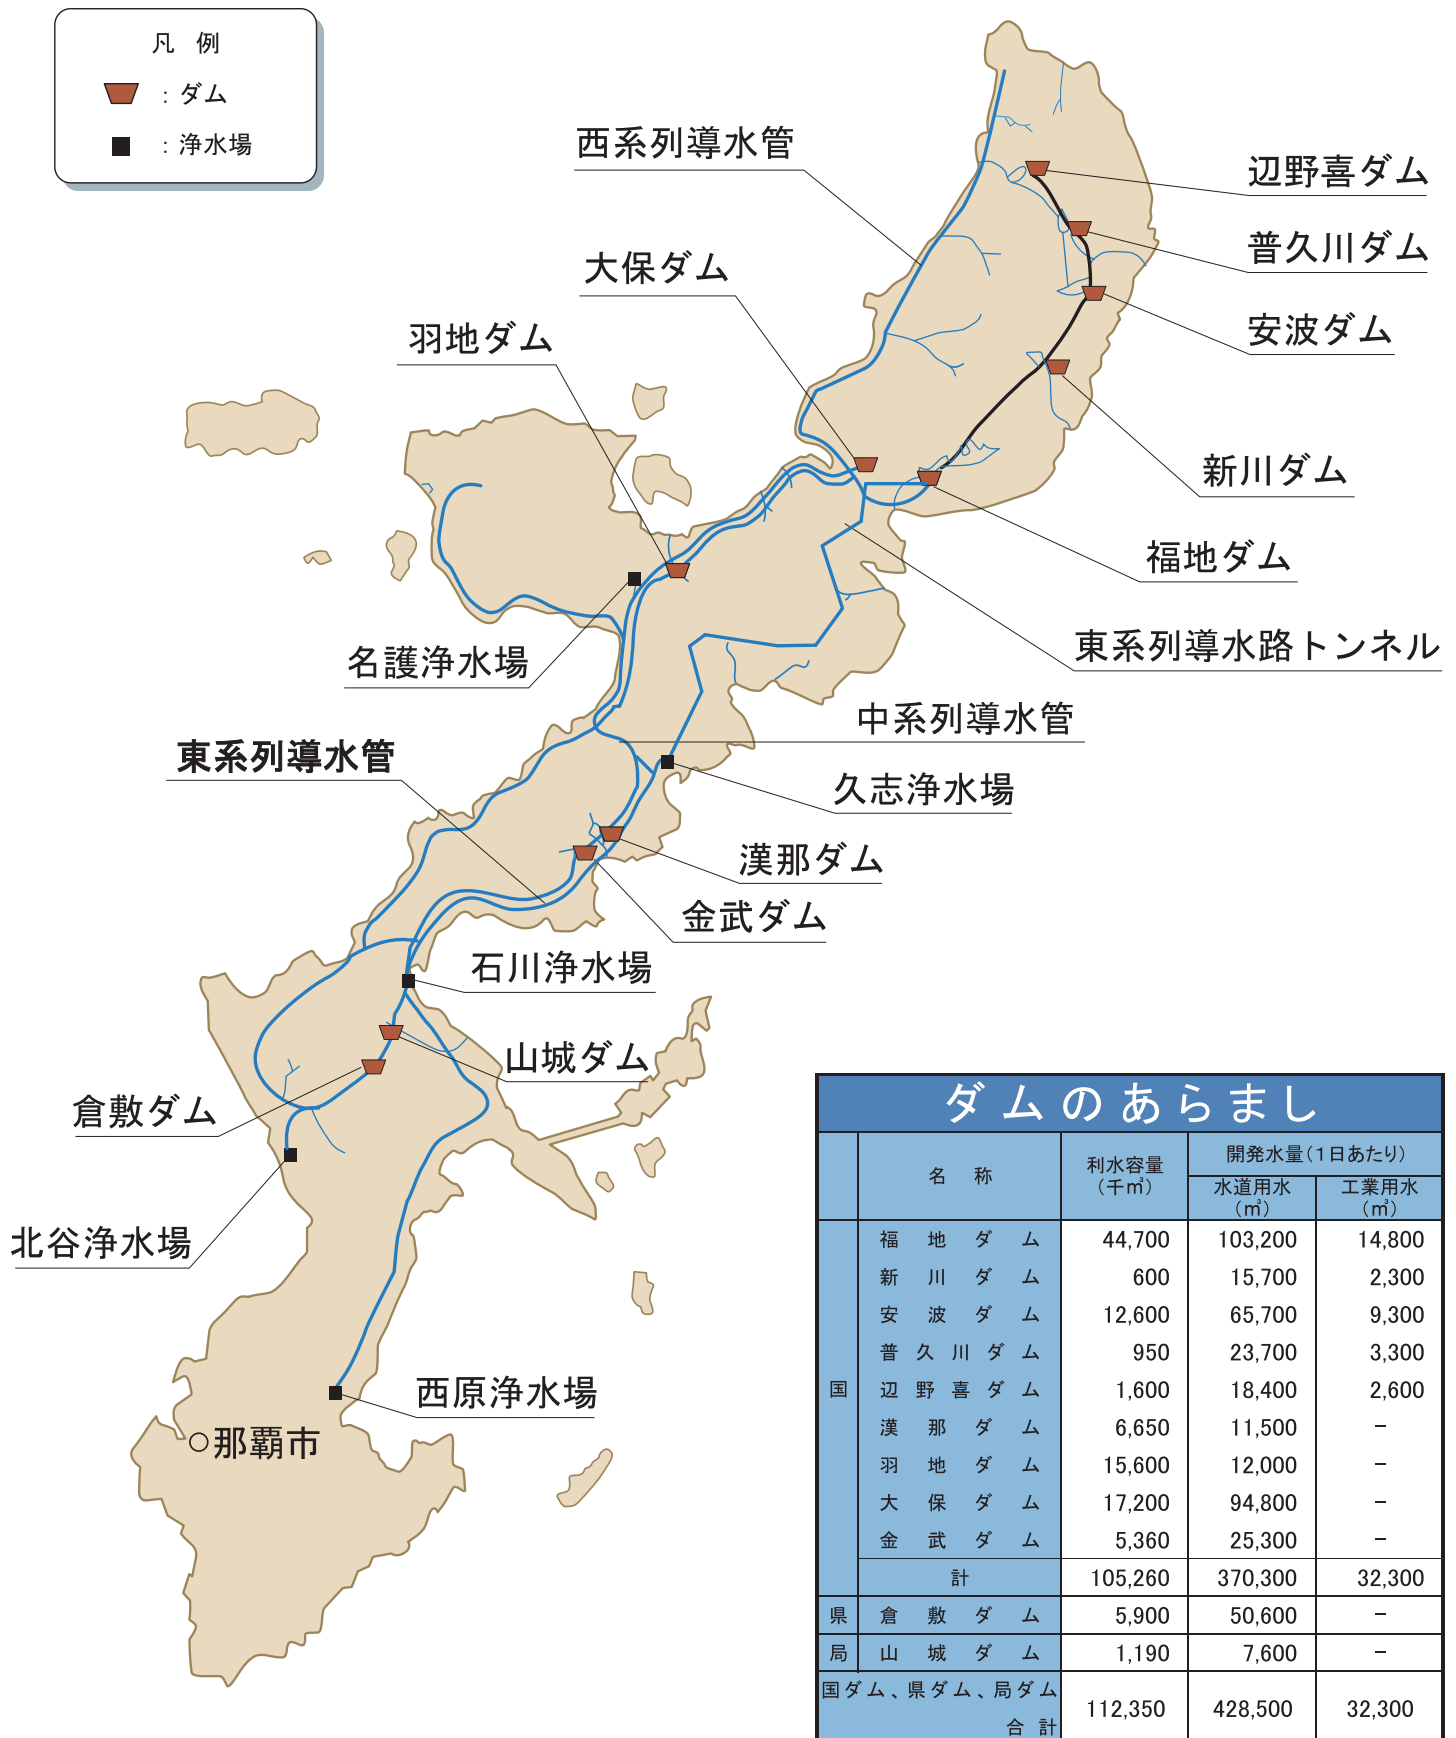 凡 例
：ダム
：浄水場
西系列導水管
辺野喜ダム
普久川ダム
大保ダム
安波ダム
羽地ダム
新川ダム
福地ダム
東系列導水路トンネル
名護浄水場
中系列導水管
東系列導水管
久志浄水場
漢那ダム
金武ダム
石川浄水場
山城ダム
倉敷ダム
北谷浄水場
西原浄水場
那覇市
ダムのあらまし
名 称 利水容量（千㎥） 開発水量（1日あたり）
水道用水（㎥） 工業用水（㎥）
国
福地ダム 44,700 103,200 14,800
新川ダム 600 15,700 2,300
安波ダム 12,600 65,700 9,300
普久川ダム 950 23,700 3,300
辺野喜ダム 1,600 18,400 2,600
漢那ダム 6,650 11,500 −
羽地ダム 15,600 12,000 −
大保ダム 17,200 94,800 −
金武ダム 5,360 25,300 −
計 105,260 370,300 32,300
県 倉敷ダム 5,900 50,600 −
局 山城ダム 1,190 7,600 −
国ダム、県ダム、局ダム
合計 112,350 428,500 32,300